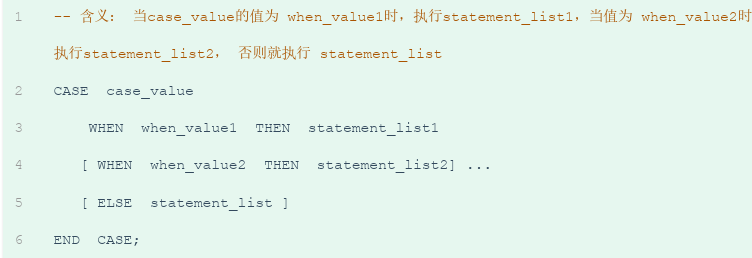 1 -- 含义： 当case_value的值为 when_value1时，执行statement_list1，当值为 when_value2时
执行statement_list2， 否则就执行 statement_list
2 CASE case_value
3 WHEN when_value1 THEN statement_list1
4 [ WHEN when_value2 THEN statement_list2] ...
5 [ ELSE statement_list ]
6 END CASE;